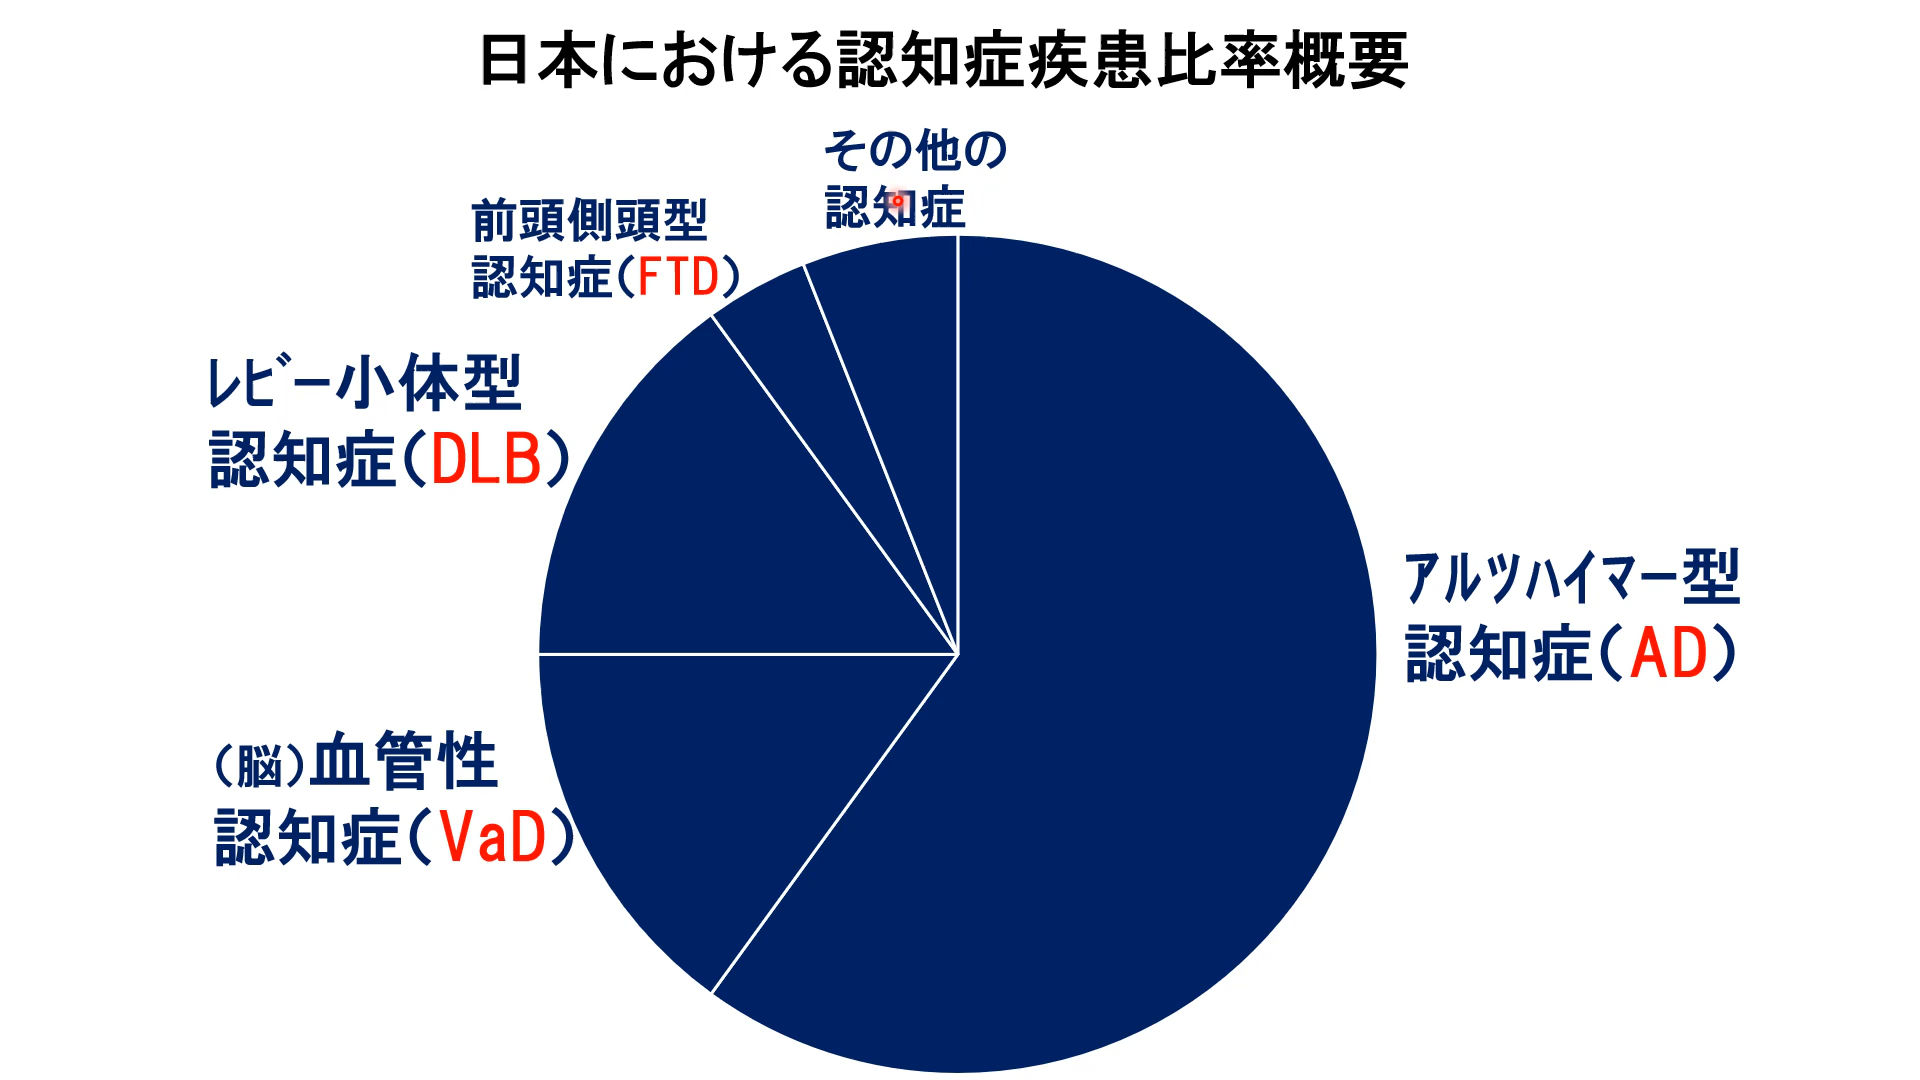 日本における認知症疾患比率概要
その他の
認知症
前頭側頭型
認知症(FTD)
ﾚﾋﾞｰ小体型
認知症(DLB)
ｱﾙﾂﾊｲﾏｰ型
認知症(AD)
(脳)血管性
認知症(VaD)